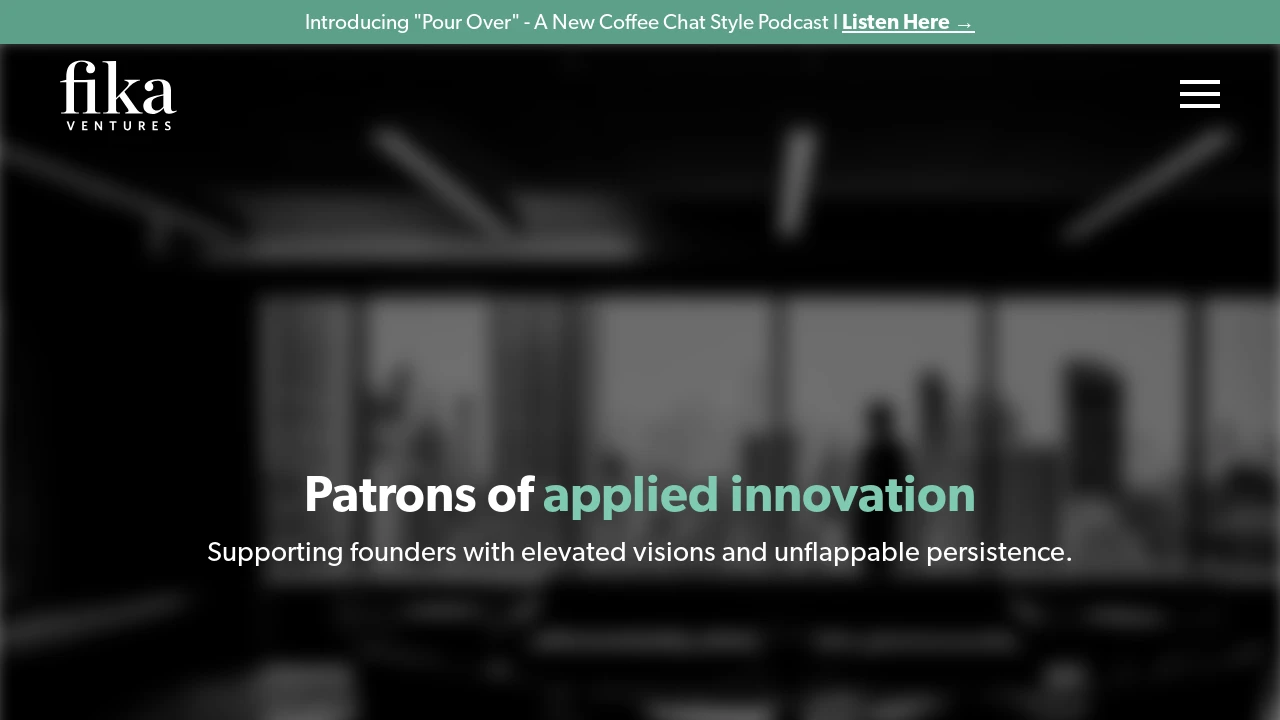 Introducing "Pour Over" - A New Coffee Chat Style Podcast | Listen Here →
fika
VENTURES
Patrons of applied innovation
Supporting founders with elevated visions and unflappable persistence.